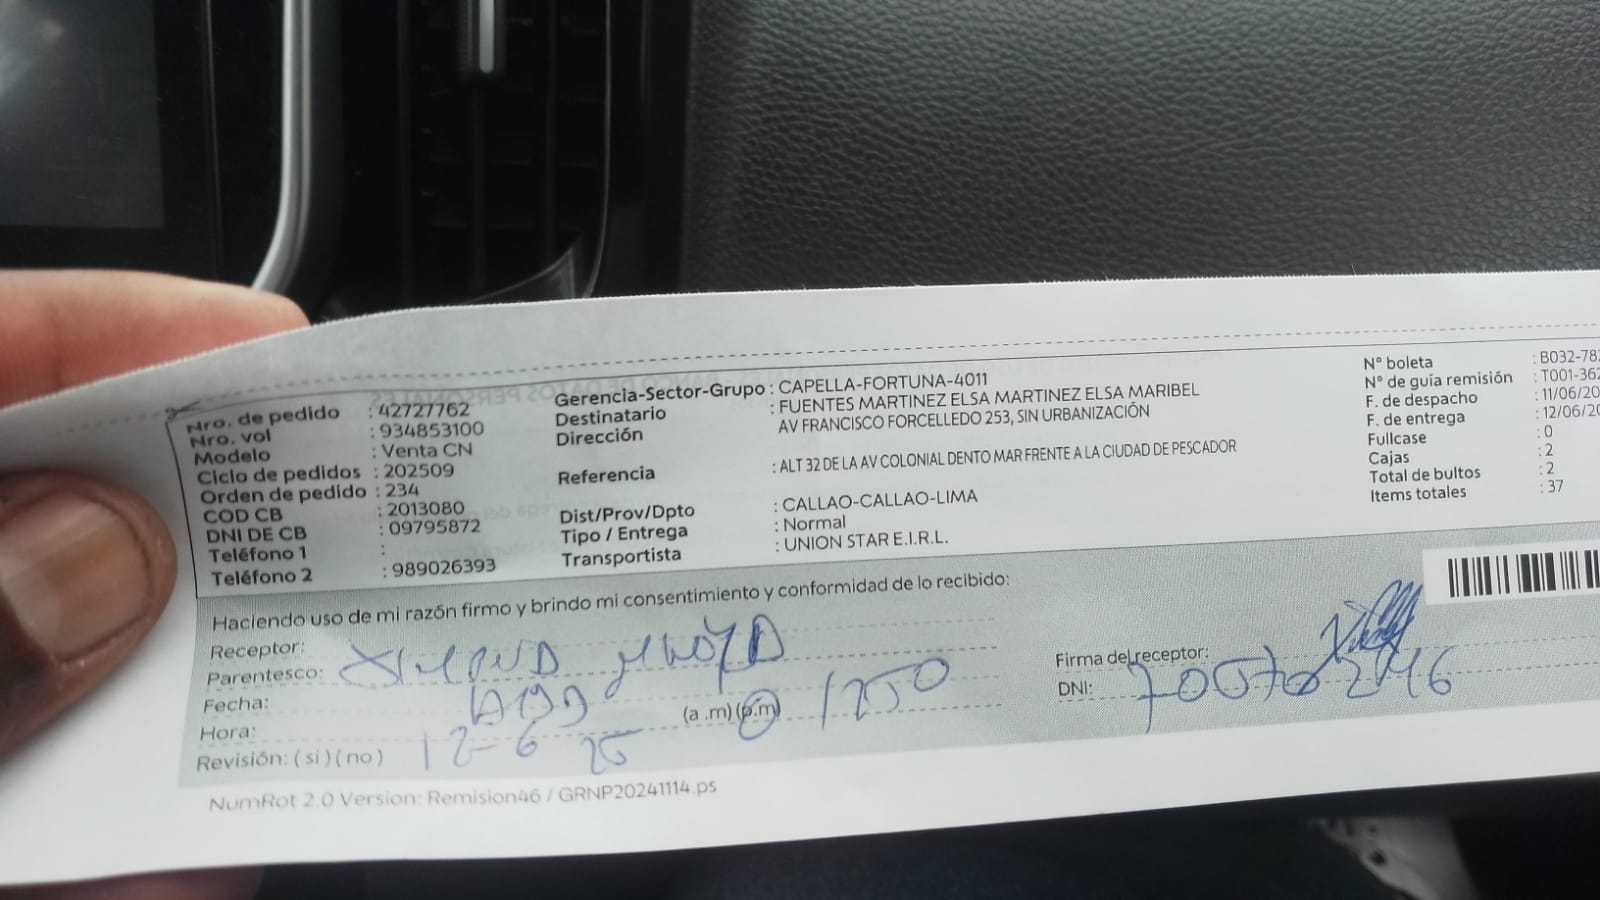 Nro. de pedido : 42727762
Nro. vol : 934853100
Modelo : Venta CN
Ciclo de pedidos : 202509
Orden de pedido : 234
COD CB : 2013080
DNI DE CB : 09795872
Teléfono 1 :
Teléfono 2 : 989026393
Gerencia-Sector-Grupo : CAPELLA-FORTUNA-4011
Destinatario : FUENTES MARTINEZ ELSA MARTINEZ ELSA MARIBEL
Dirección : AV FRANCISCO FORCELLEDO 253, SIN URBANIZACIÓN
Referencia : ALT 32 DE LA AV COLONIAL DENTO MAR FRENTE A LA CIUDAD DE PESCADOR
Dist/Prov/Dpto : CALLAO-CALLAO-LIMA
Tipo / Entrega : Normal
Transportista : UNION STAR E.I.R.L.
N° boleta : B032-782
N° de guía remisión : T001-362
F. de despacho : 11/06/20
F. de entrega : 12/06/20
Fullcase : 0
Cajas : 2
Total de bultos : 2
Items totales : 37
Haciendo uso de mi razón firmo y brindo mi consentimiento y conformidad de lo recibido:
Receptor:
Parentesco:
Fecha:
Hora: (a .m) (p.m) 1250
Revisión: ( si ) ( no ) 12-6 25
Firma del receptor:
DNI:
NumRot 2.0 Version: Remision46 / GRNP20241114.ps